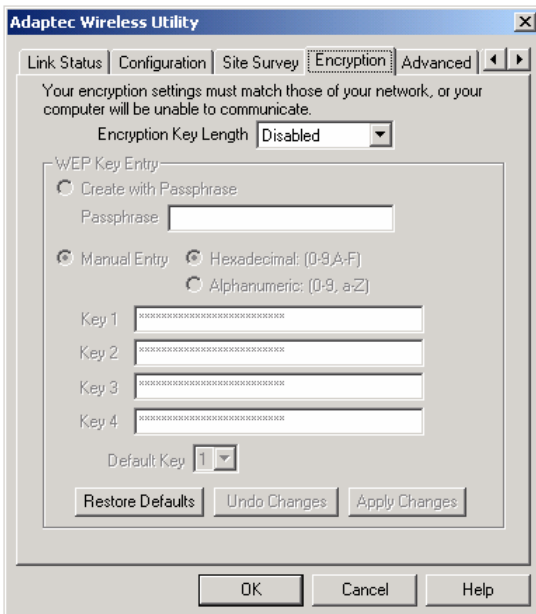 Adaptec Wireless Utility
Link Status Configuration Site Survey Encryption Advanced
Your encryption settings must match those of your network, or your
computer will be unable to communicate.
Encryption Key Length Disabled
WEP Key Entry
Create with Passphrase
Passphrase
Manual Entry Hexadecimal: (0-9,A-F)
Alphanumeric: (0-9, a-Z)
Key 1 **************************
Key 2 **************************
Key 3 **************************
Key 4 **************************
Default Key 1
Restore Defaults Undo Changes Apply Changes
OK Cancel Help